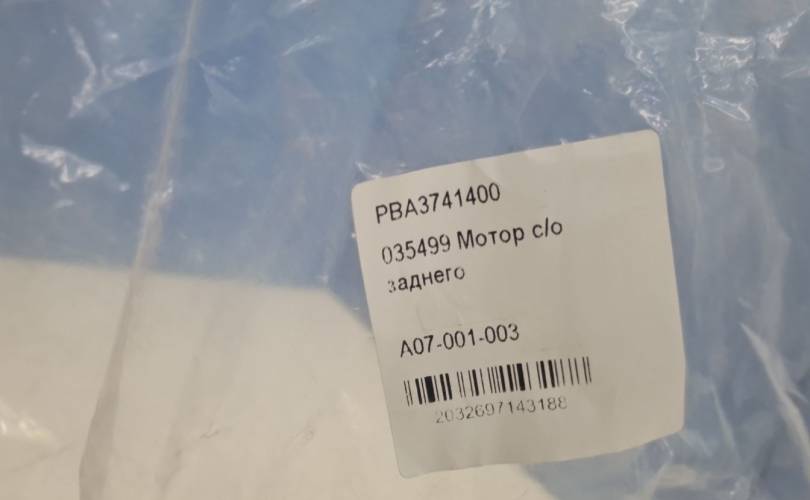 PBA3741400
035499 Мотор с/о
заднего
A07-001-003
2032697143188